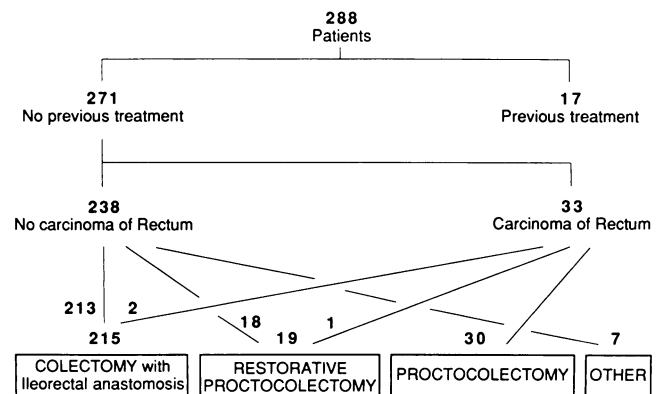 288
Patients
271 17
No previous treatment Previous treatment
238 33
No carcinoma of Rectum Carcinoma of Rectum
213 2 18 1
215 19 30 7
COLECTOMY with RESTORATIVE PROCTOCOLECTOMY OTHER
Ileorectal anastomosis PROCTOCOLECTOMY